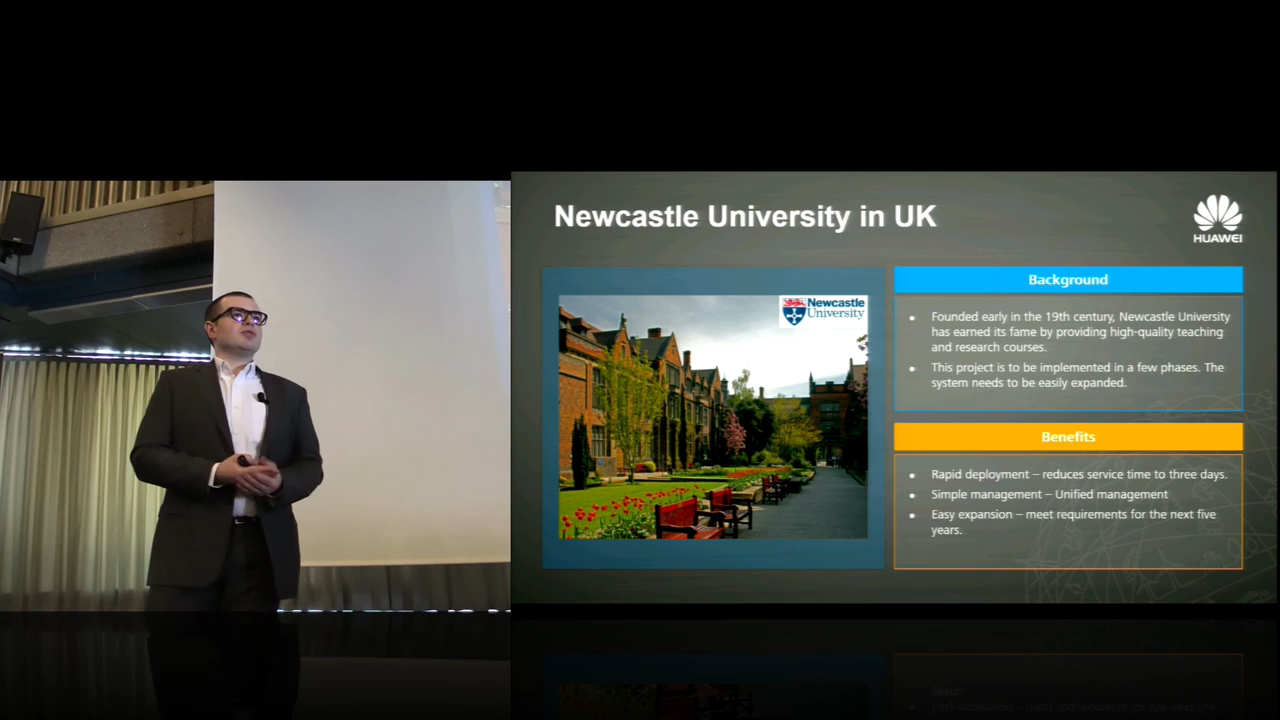 Newcastle University in UK
HUAWEI
Newcastle
University
Background
• Founded early in the 19th century, Newcastle University
has earned its fame by providing high-quality teaching
and research courses.
• This project is to be implemented in a few phases. The
system needs to be easily expanded.
Benefits
• Rapid deployment – reduces service time to three days.
• Simple management – Unified management
• Easy expansion – meet requirements for the next five
years.